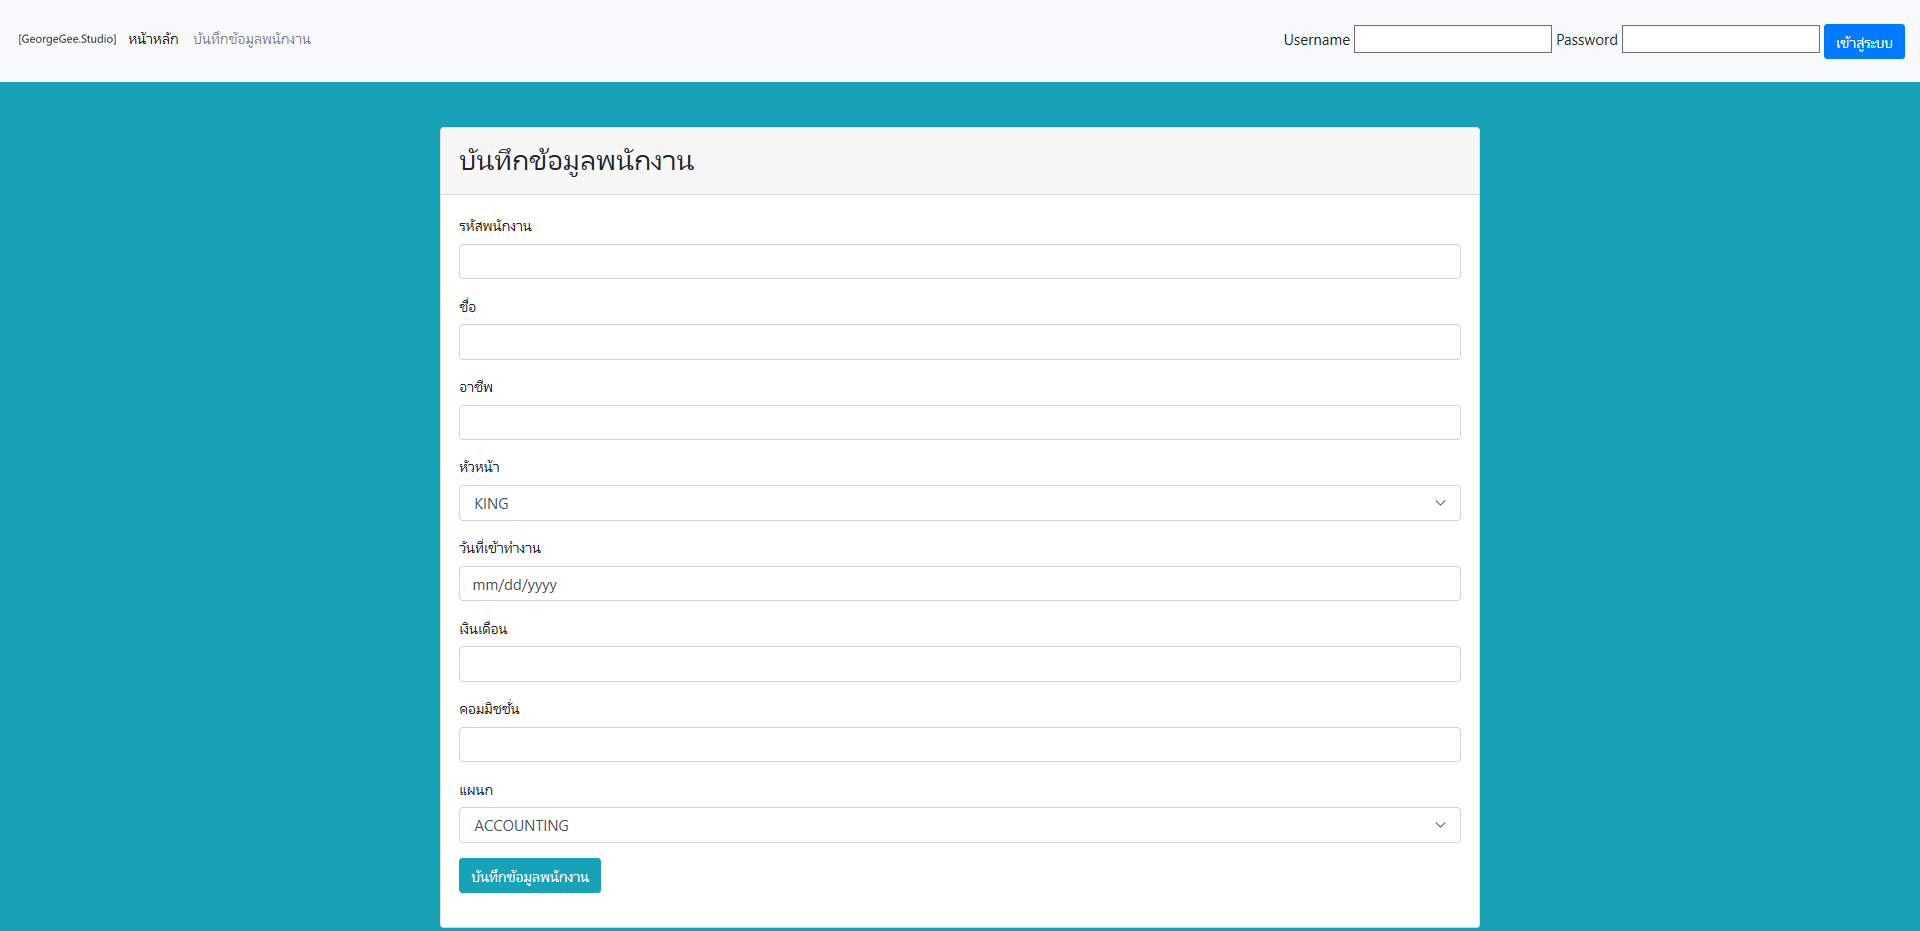 [GeorgeGee.Studio] หน้าหลัก บันทึกข้อมูลพนักงาน Username Password เข้าสู่ระบบ
บันทึกข้อมูลพนักงาน
รหัสพนักงาน
ชื่อ
อาชีพ
หัวหน้า
KING
วันที่เข้าทำงาน
mm/dd/yyyy
เงินเดือน
คอมมิชชั่น
แผนก
ACCOUNTING
บันทึกข้อมูลพนักงาน